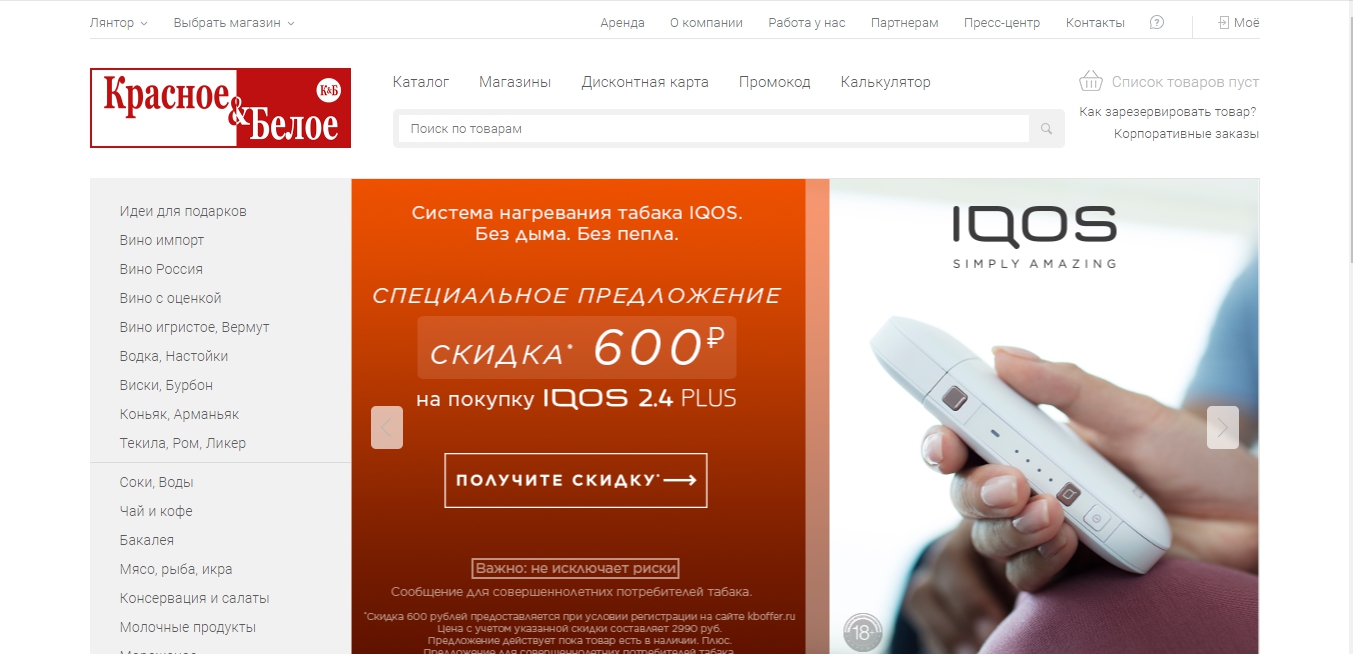 Лянтор
Выбрать магазин
Аренда
О компании
Работа у нас
Партнерам
Пресс-центр
Контакты
?
Моё
Красное
&Белое
К&Б
Каталог
Магазины
Дисконтная карта
Промокод
Калькулятор
Список товаров пуст
Поиск по товарам
Как зарезервировать товар?
Корпоративные заказы
Идеи для подарков
Вино импорт
Вино Россия
Вино с оценкой
Вино игристое, Вермут
Водка, Настойки
Виски, Бурбон
Коньяк, Арманьяк
Текила, Ром, Ликер
Соки, Воды
Чай и кофе
Бакалея
Мясо, рыба, икра
Консервация и салаты
Молочные продукты
Мороженое
Система нагревания табака IQOS.
Без дыма. Без пепла.
СПЕЦИАЛЬНОЕ ПРЕДЛОЖЕНИЕ
СКИДКА* 600₽
на покупку IQOS 2.4 PLUS
ПОЛУЧИТЕ СКИДКУ*
Важно: не исключает риски
Сообщение для совершеннолетних потребителей табака.
*Скидка 600 рублей предоставляется при условии регистрации на сайте kboffer.ru
Цена с учетом указанной скидки составляет 2990 руб.
Предложение действует пока товар есть в наличии. Плюс.
Предложение для совершеннолетних потребителей табака
IQOS
SIMPLY AMAZING
18+